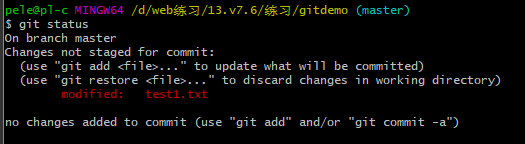 pele@pl-c MINGW64 /d/web练习/13.v7.6/练习/gitdemo (master)
$ git status
On branch master
Changes not staged for commit:
  (use "git add <file>..." to update what will be committed)
  (use "git restore <file>..." to discard changes in working directory)
        modified:   test1.txt

no changes added to commit (use "git add" and/or "git commit -a")